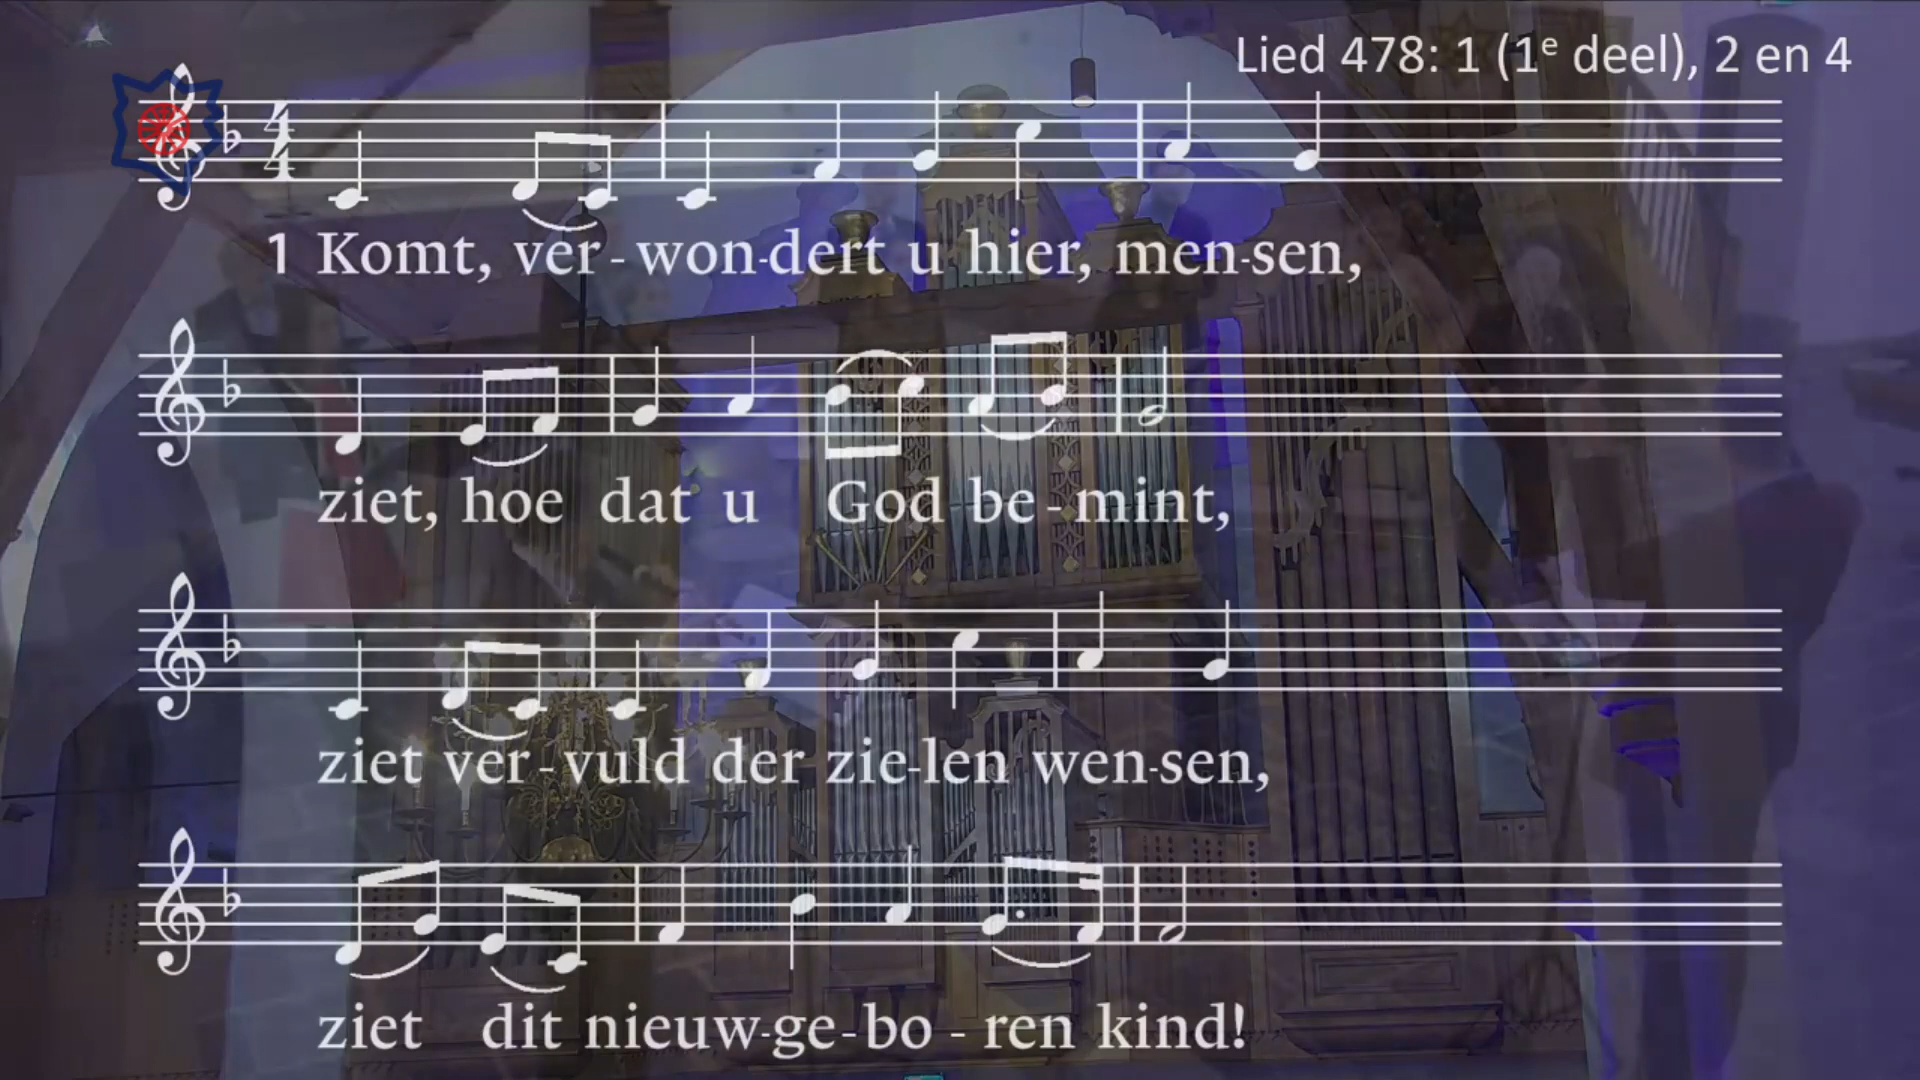 Lied 478: 1 (1e deel), 2 en 4
1 Komt, ver-won-dert u hier, men-sen,
ziet, hoe dat u God be-mint,
ziet ver-vuld der zie-len wen-sen,
ziet dit nieuw-ge-bo-ren kind!